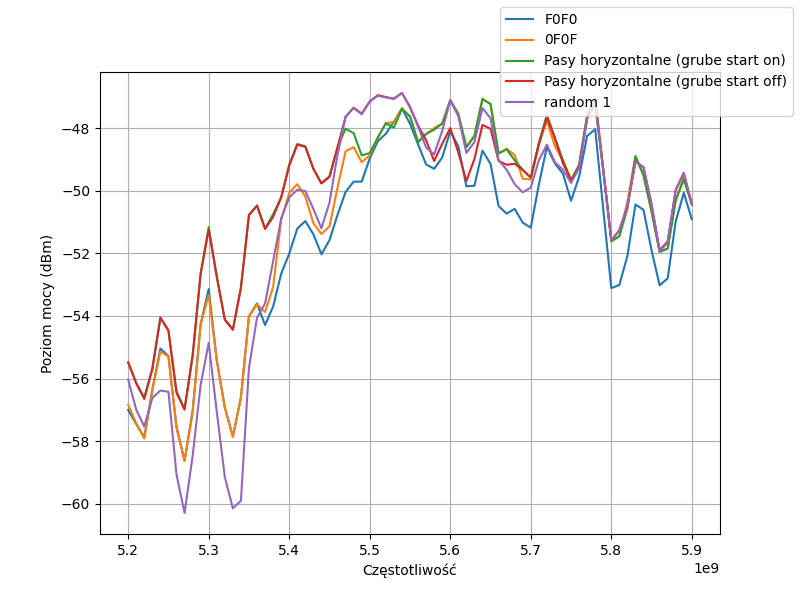 F0F0
0F0F
Pasy horyzontalne (grube start on)
Pasy horyzontalne (grube start off)
random 1
Poziom mocy (dBm)
−48
−50
−52
−54
−56
−58
−60
5.2 5.3 5.4 5.5 5.6 5.7 5.8 5.9
Częstotliwość
1e9